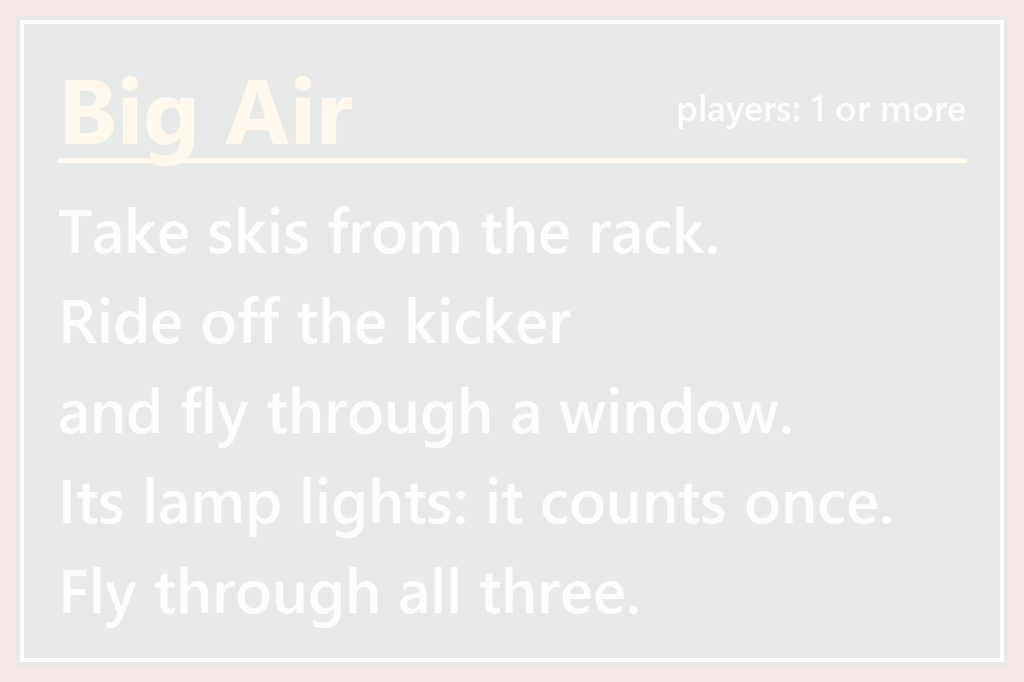 Big Air
players: 1 or more
Take skis from the rack.
Ride off the kicker
and fly through a window.
Its lamp lights: it counts once.
Fly through all three.